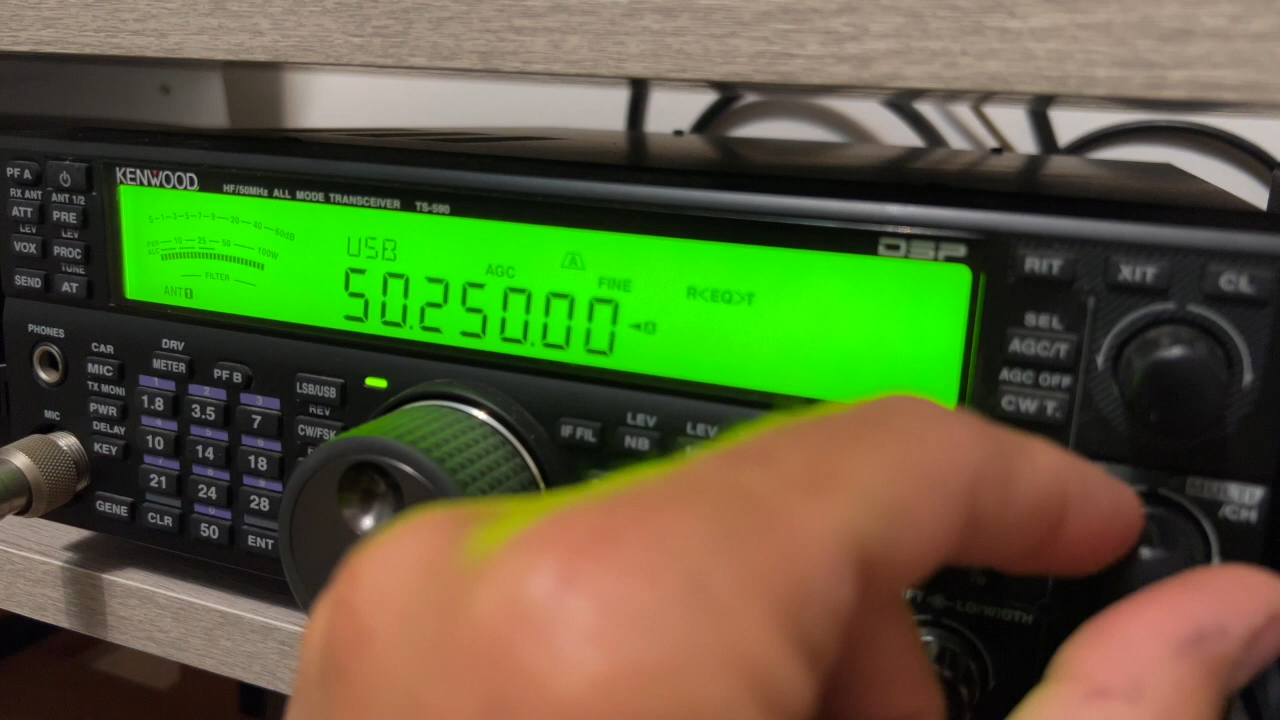 PF A
RX ANT
ANT 1/2
ATT
PRE
LEV
LEV
VOX
PROC
TUNE
SEND
AT
KENWOOD
HF/50MHz ALL MODE TRANSCEIVER TS-590
DSP
S-1-3-5-7-9-20-40-60dB
PWR 10 25 50 100W
ALC
FILTER
ANT 1
USB
AGC
A
FINE
R<EQ>T
50.250.00
RIT
XIT
CL
SEL
AGC/T
AGC OFF
CW T.
MULTI
/CH
PHONES
MIC
CAR
MIC
TX MONI
PWR
DELAY
KEY
GENE
DRV
METER
PF B
1
2
3
1.8
3.5
7
10
14
18
21
24
28
CLR
50
ENT
LSB/USB
REV
CW/FSK
IF FIL
LEV
NB
LEV
LO/WIDTH